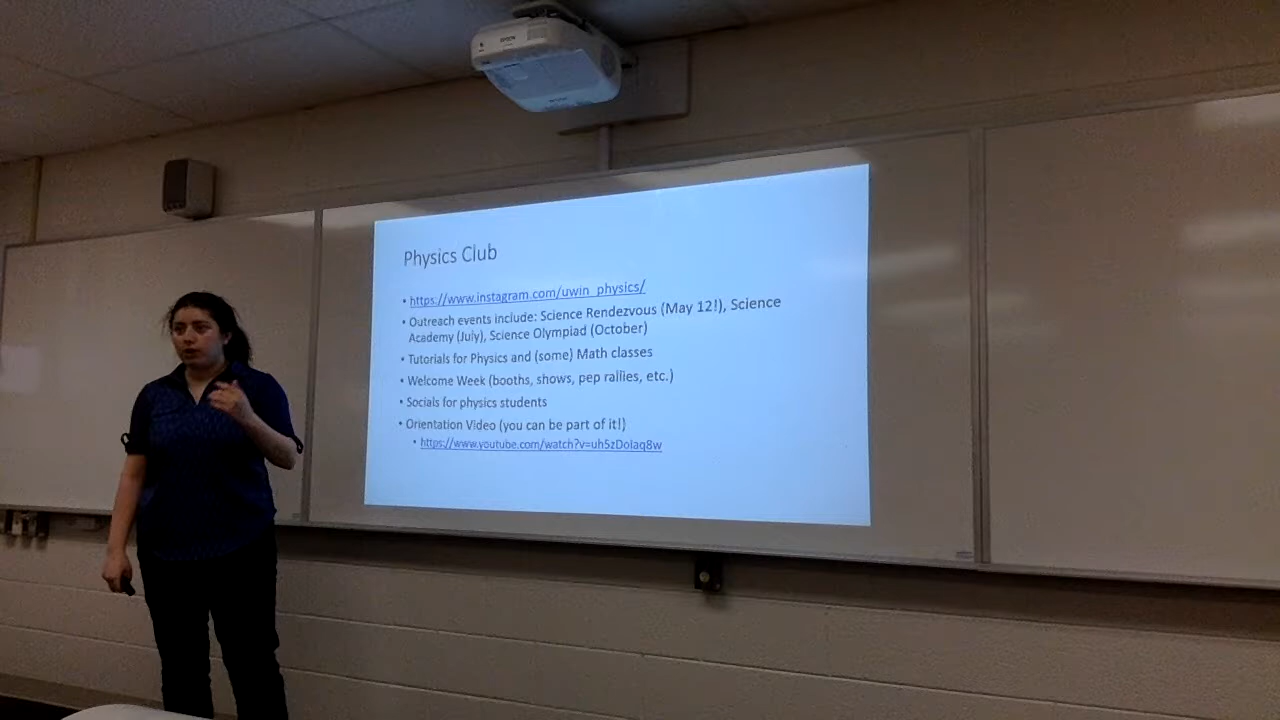 EPSON
Physics Club
• https://www.instagram.com/uwin_physics/
• Outreach events include: Science Rendezvous (May 12!), Science
Academy (July), Science Olympiad (October)
• Tutorials for Physics and (some) Math classes
• Welcome Week (booths, shows, pep rallies, etc.)
• Socials for physics students
• Orientation Video (you can be part of it!)
• https://www.youtube.com/watch?v=uh5zDoIaq8w